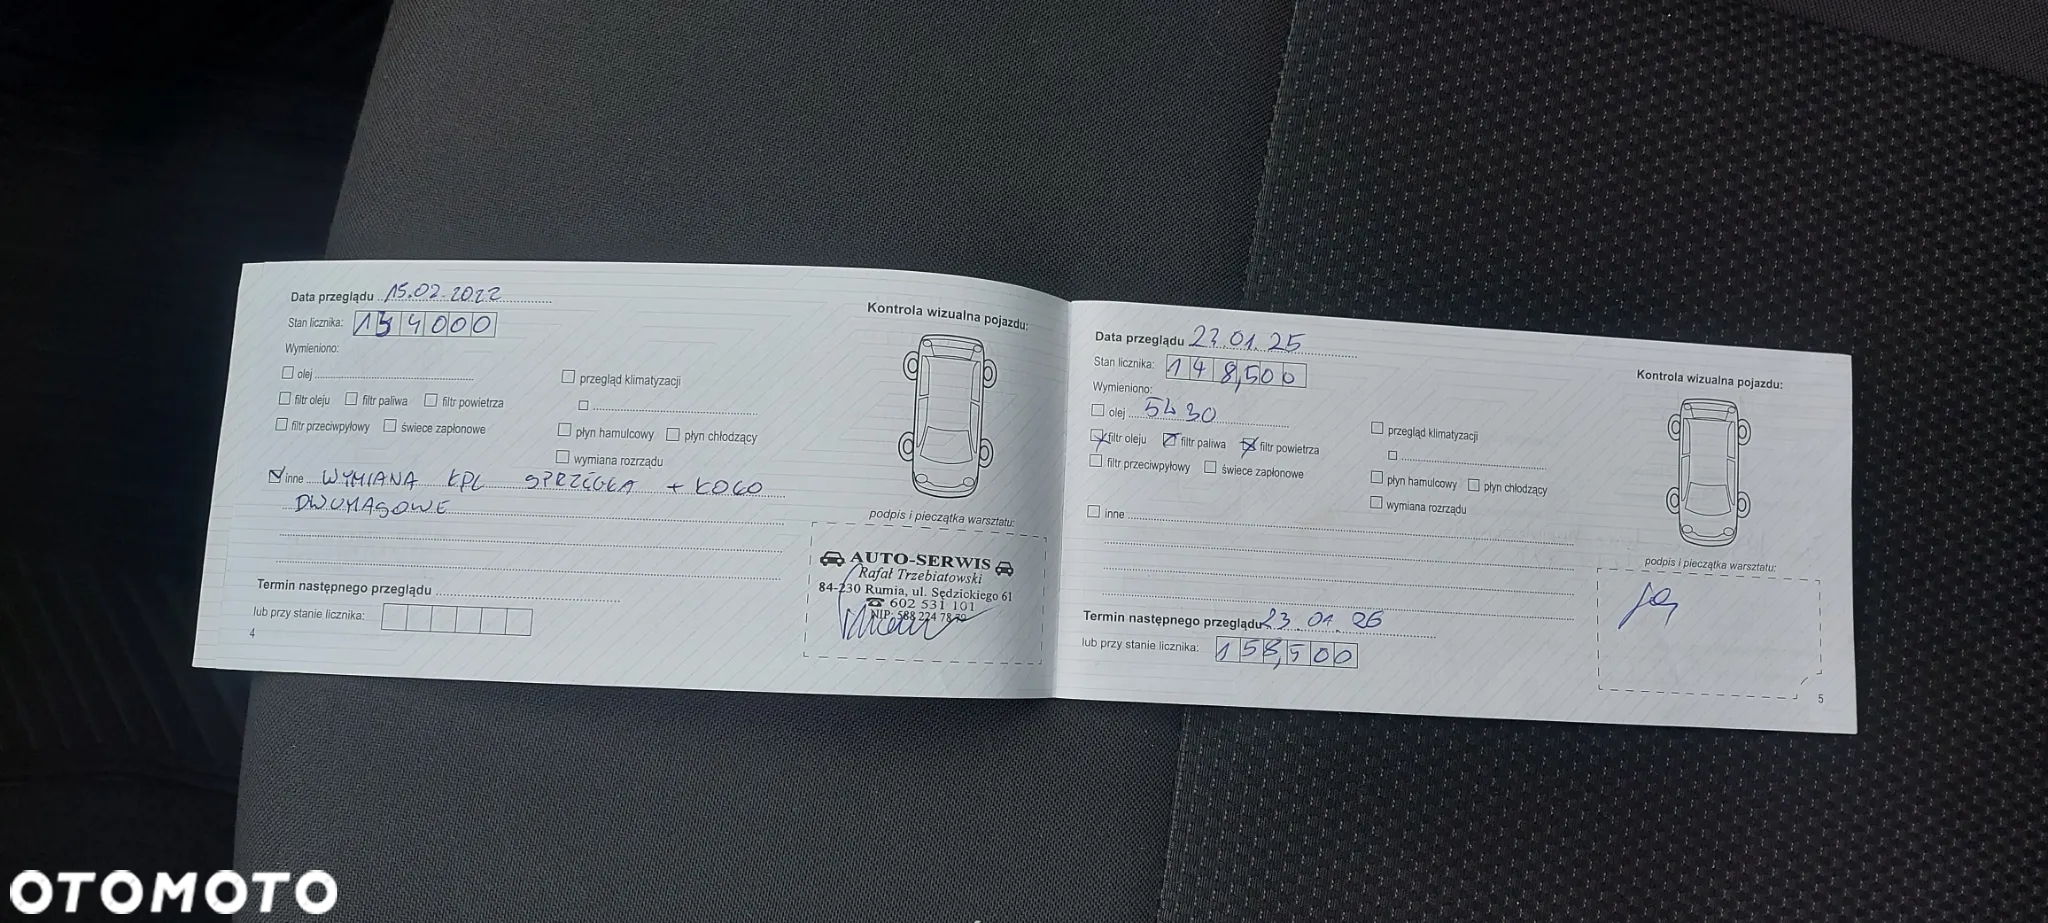 Data przeglądu 15.02.2022
Stan licznika: 134000
Wymieniono:
olej
przegląd klimatyzacji
filtr oleju filtr paliwa filtr powietrza
filtr przeciwpyłowy świece zapłonowe
płyn hamulcowy płyn chłodzący
wymiana rozrządu
inne WYMIANA KPL SPRZĘGŁA + KOŁO
DWUMASOWE
Termin następnego przeglądu
lub przy stanie licznika:
4
Kontrola wizualna pojazdu:
podpis i pieczątka warsztatu:
AUTO-SERWIS
Rafał Trzebiatowski
84-230 Rumia, ul. Sędzickiego 61
☎ 602 531 101
NIP: 588 224 78 79
Data przeglądu 23.01.25
Stan licznika: 148,500
Wymieniono:
olej 5W30
przegląd klimatyzacji
filtr oleju filtr paliwa filtr powietrza
filtr przeciwpyłowy świece zapłonowe
płyn hamulcowy płyn chłodzący
wymiana rozrządu
inne
Termin następnego przeglądu 23.01.26
lub przy stanie licznika: 158,500
Kontrola wizualna pojazdu:
podpis i pieczątka warsztatu:
5
OTOMOTO